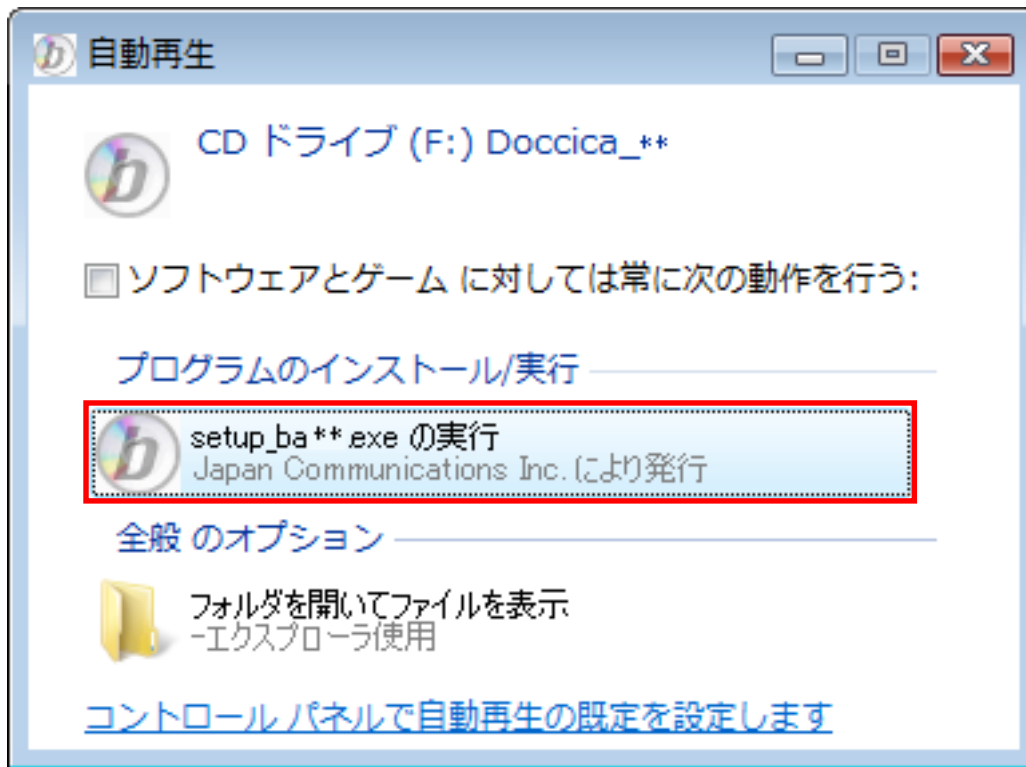 自動再生
CD ドライブ (F:) Doccica_**
ソフトウェアとゲーム に対しては常に次の動作を行う:
プログラムのインストール/実行
setup_ba**.exe の実行
Japan Communications Inc. により発行
全般 のオプション
フォルダを開いてファイルを表示
-エクスプローラ使用
コントロール パネルで自動再生の既定を設定します